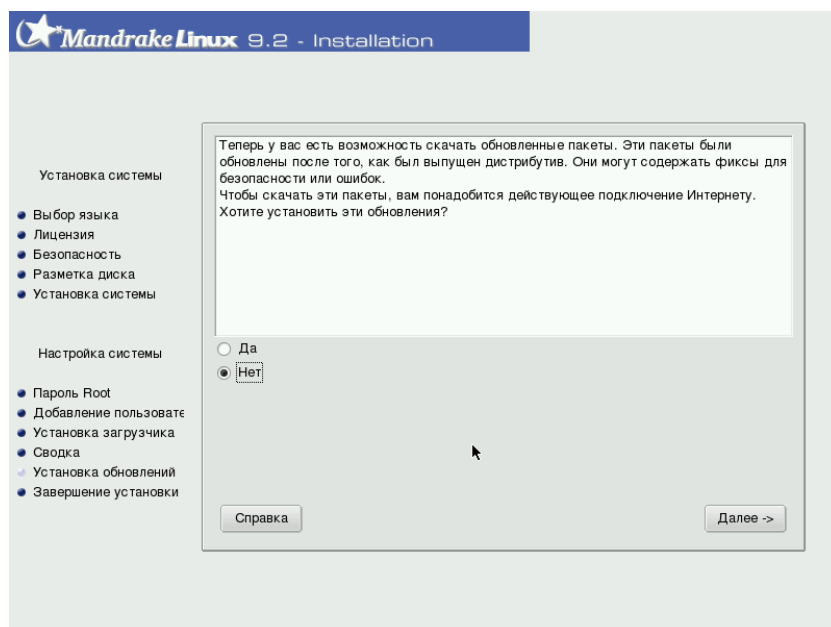 Mandrake Linux 9.2 - Installation
Установка системы
Выбор языка
Лицензия
Безопасность
Разметка диска
Установка системы
Настройка системы
Пароль Root
Добавление пользовате
Установка загрузчика
Сводка
Установка обновлений
Завершение установки
Теперь у вас есть возможность скачать обновленные пакеты. Эти пакеты были
обновлены после того, как был выпущен дистрибутив. Они могут содержать фиксы для
безопасности или ошибок.
Чтобы скачать эти пакеты, вам понадобится действующее подключение Интернету.
Хотите установить эти обновления?
Да
Нет
Справка
Далее ->